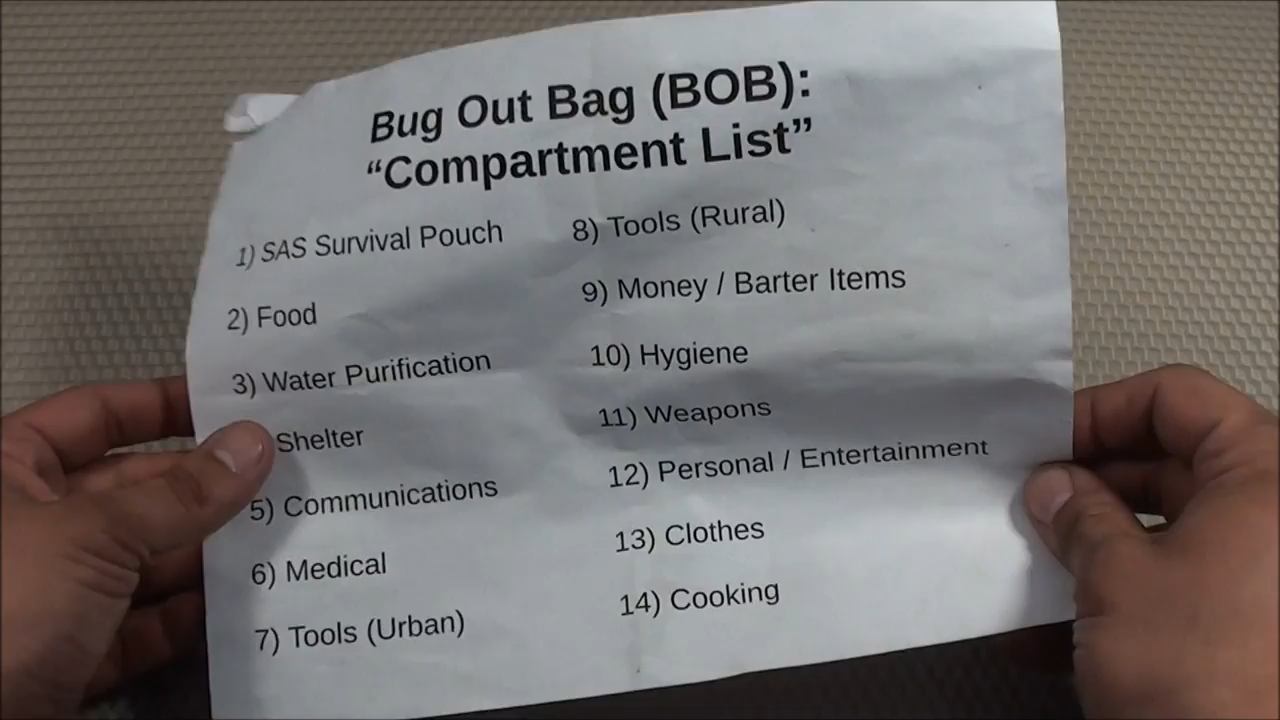 Bug Out Bag (BOB):
“Compartment List”
1) SAS Survival Pouch
2) Food
3) Water Purification
Shelter
5) Communications
6) Medical
7) Tools (Urban)
8) Tools (Rural)
9) Money / Barter Items
10) Hygiene
11) Weapons
12) Personal / Entertainment
13) Clothes
14) Cooking